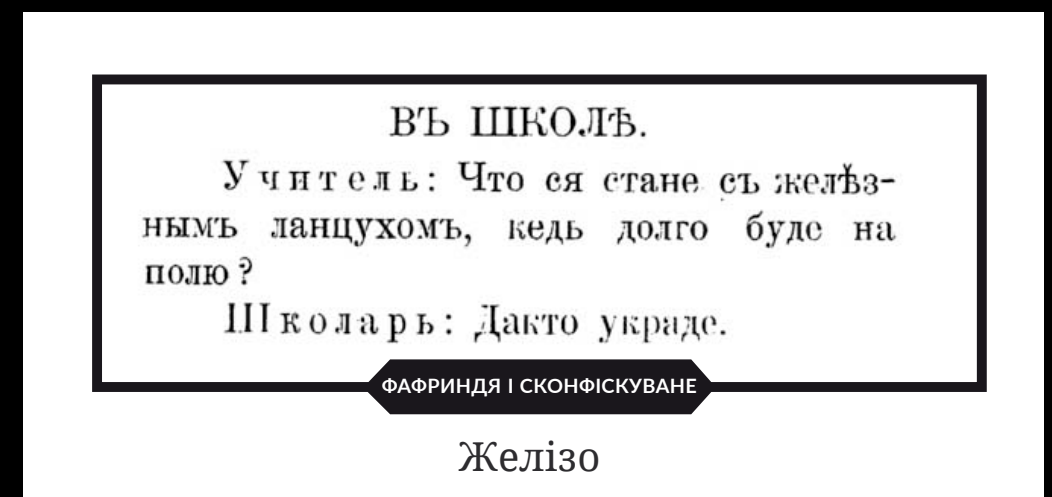 ВЪ ШКОЛѢ.
Учитель: Что ся стане съ желѣз-
нымъ ланцухомъ, кедь долго буде на
полю?
Школарь: Дакто украде.
ФАФРИНДЯ І СКОНФІСКУВАНЕ
Желізо